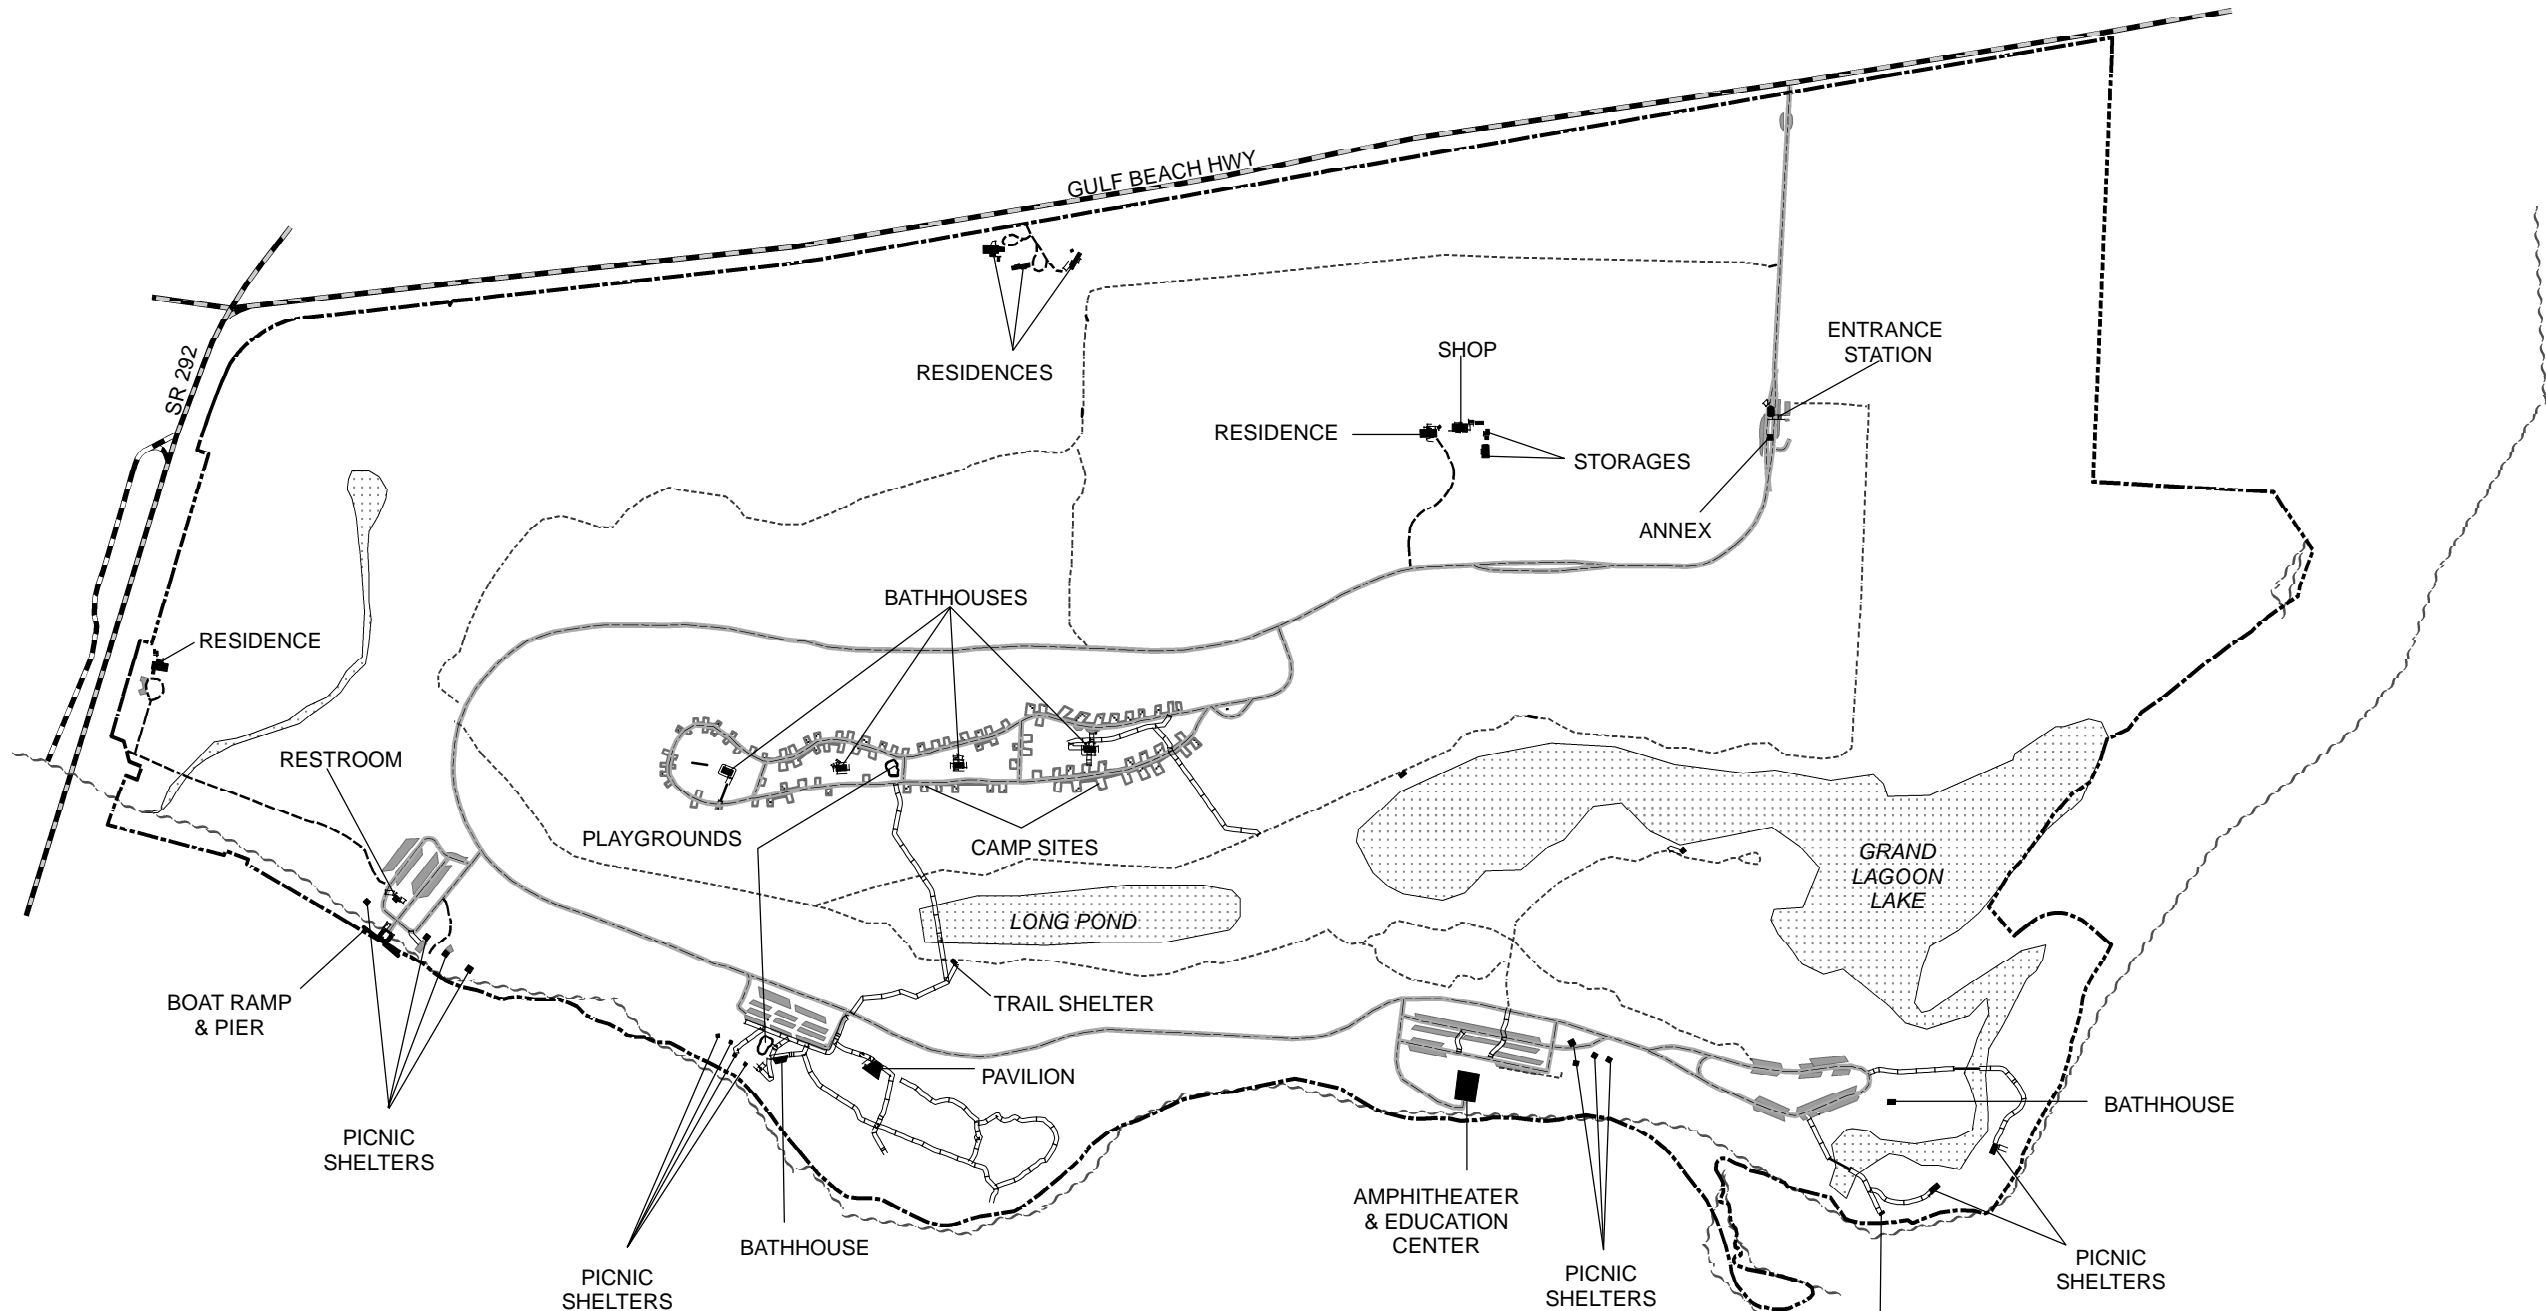 GULF BEACH HWY
SR 292
RESIDENCES
SHOP
ENTRANCE
STATION
RESIDENCE
STORAGES
ANNEX
BATHHOUSES
RESIDENCE
RESTROOM
PLAYGROUNDS
CAMP SITES
GRAND
LAGOON
LAKE
LONG POND
BOAT RAMP
& PIER
TRAIL SHELTER
PAVILION
BATHHOUSE
PICNIC
SHELTERS
AMPHITHEATER
& EDUCATION
CENTER
BATHHOUSE
PICNIC
SHELTERS
PICNIC
SHELTERS
PICNIC
SHELTERS